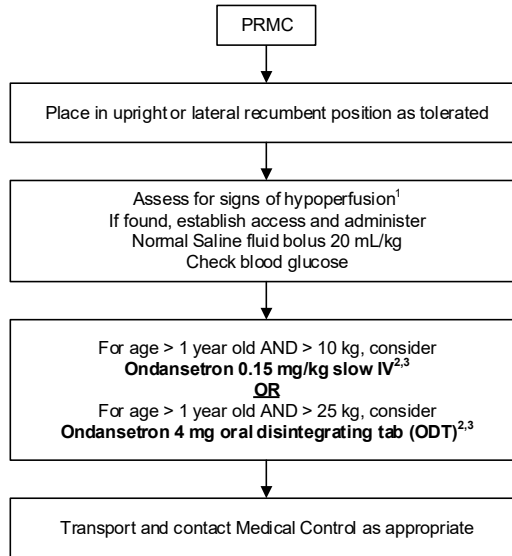 PRMC
Place in upright or lateral recumbent position as tolerated
Assess for signs of hypoperfusion¹
If found, establish access and administer
Normal Saline fluid bolus 20 mL/kg
Check blood glucose
For age > 1 year old AND > 10 kg, consider
Ondansetron 0.15 mg/kg slow IV²,³
OR
For age > 1 year old AND > 25 kg, consider
Ondansetron 4 mg oral disintegrating tab (ODT)²,³
Transport and contact Medical Control as appropriate